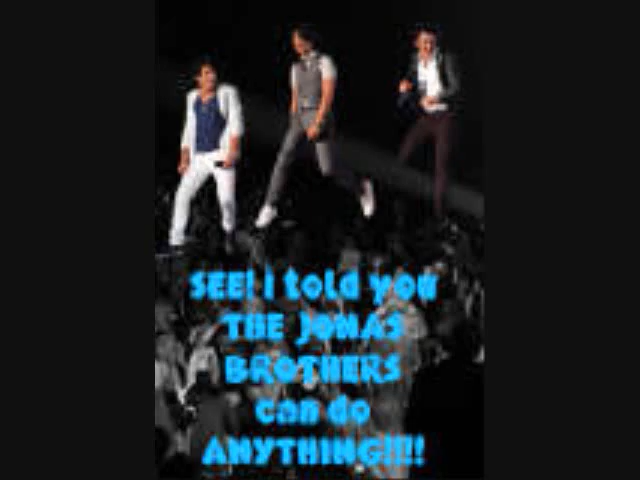 SEE! I told you
THE JONAS
BROTHERS
can do
ANYTHING!!!!